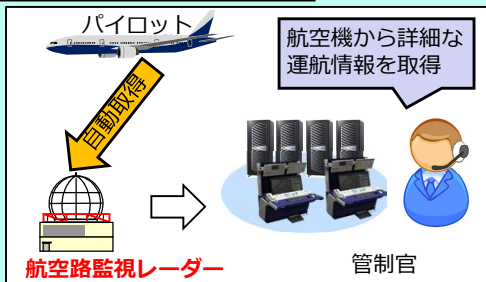 パイロット
航空機から詳細な
運航情報を取得
自動取得
航空路監視レーダー
管制官